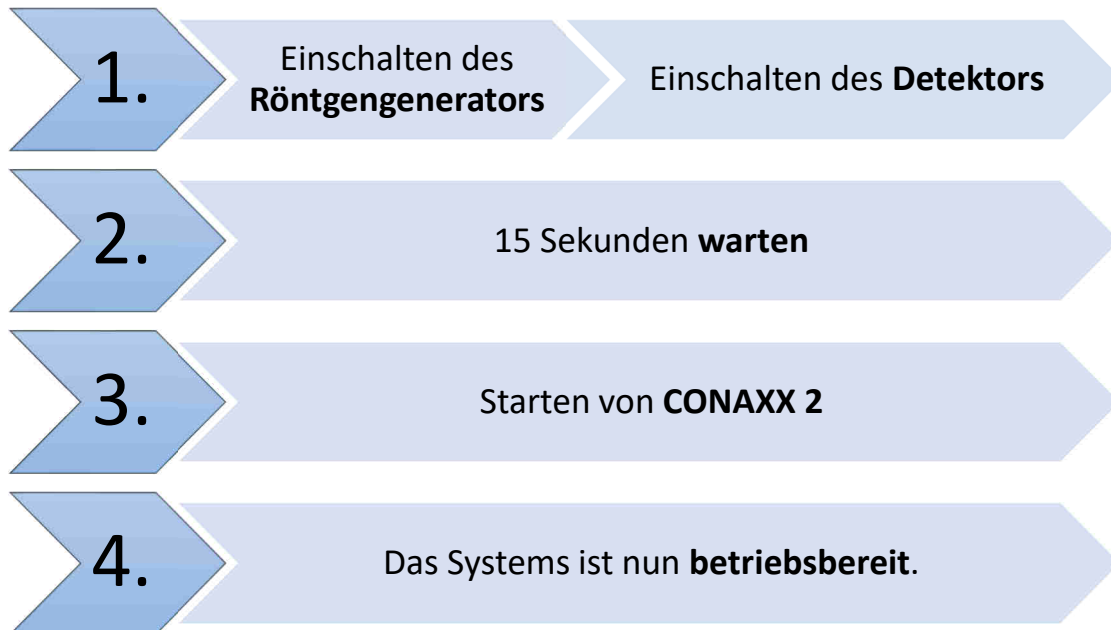 1.
Einschalten des
Röntgengenerators
Einschalten des Detektors
2.
15 Sekunden warten
3.
Starten von CONAXX 2
4.
Das Systems ist nun betriebsbereit.